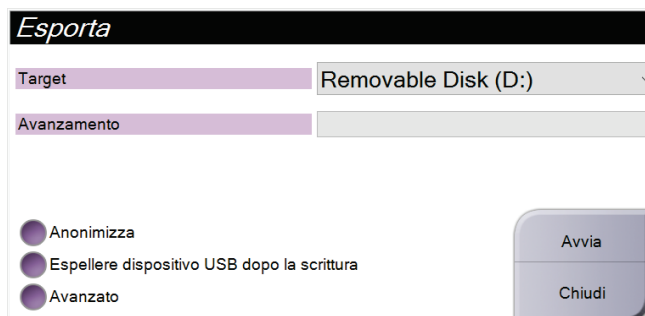 Esporta
Target
Removable Disk (D:)
Avanzamento
Anonimizza
Espellere dispositivo USB dopo la scrittura
Avanzato
Avvia
Chiudi